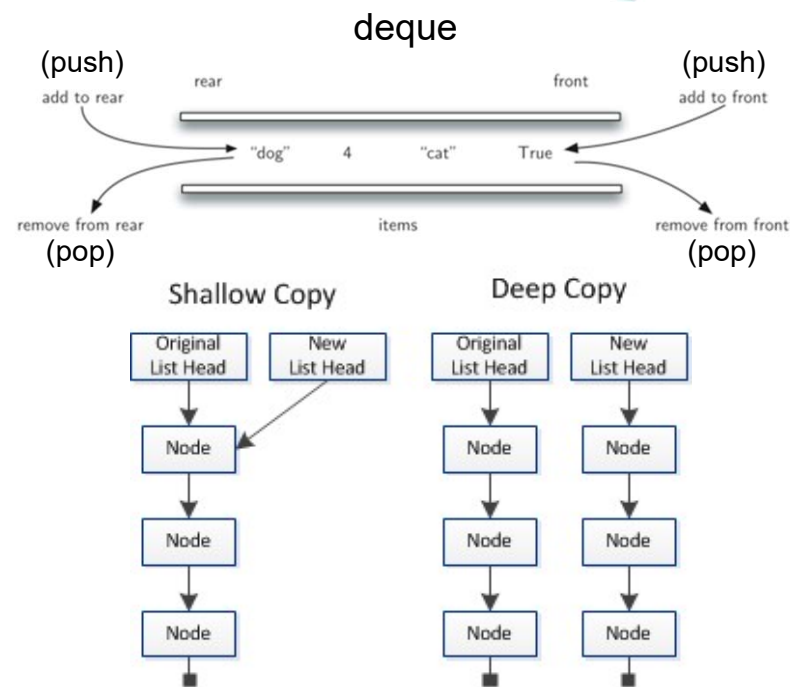 deque
(push)
(push)
rear
front
add to rear
add to front
“dog”
4
“cat”
True
remove from rear
items
remove from front
(pop)
(pop)
Shallow Copy
Deep Copy
Original
List Head
New
List Head
Original
List Head
New
List Head
Node
Node
Node
Node
Node
Node
Node
Node
Node